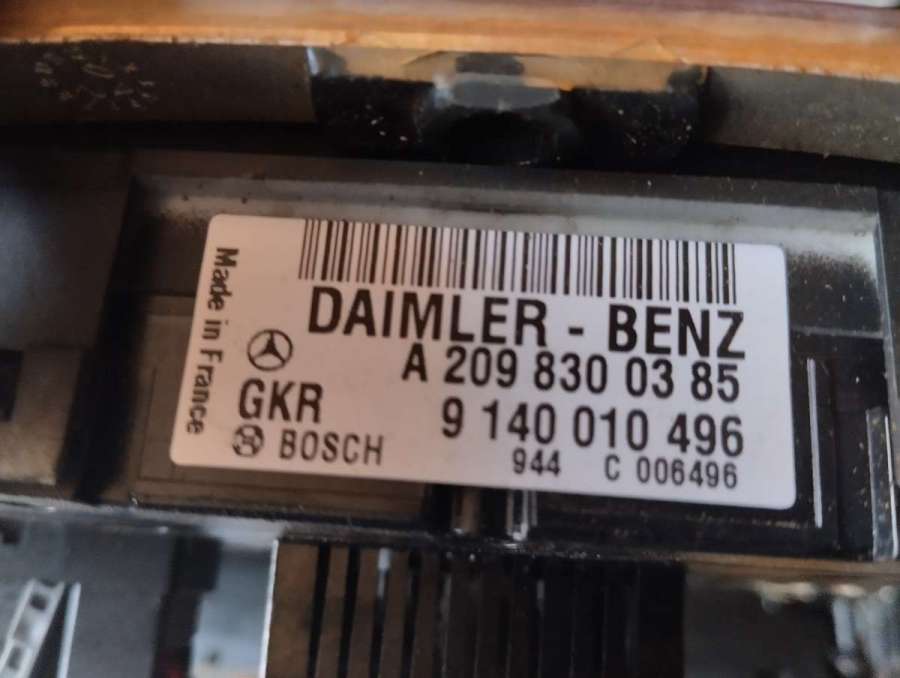 Made in France
DAIMLER - BENZ
A 209 830 03 85
GKR 9 140 010 496
BOSCH 944 C 006496